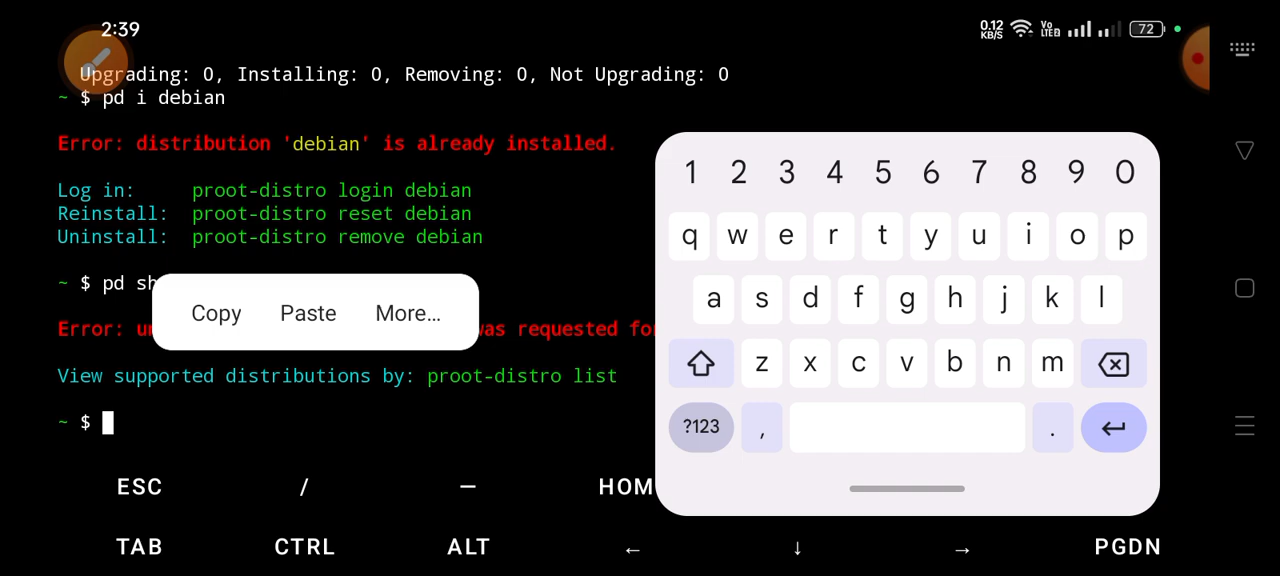 2:39
0.12 KB/S Vo LTE 2 72
Upgrading: 0, Installing: 0, Removing: 0, Not Upgrading: 0
~ $ pd i debian
Error: distribution 'debian' is already installed.
Log in: proot-distro login debian
Reinstall: proot-distro reset debian
Uninstall: proot-distro remove debian
~ $ pd sh
Copy Paste More...
Error: was requested
View supported distributions by: proot-distro list
~ $
1 2 3 4 5 6 7 8 9 0
q w e r t y u i o p
a s d f g h j k l
z x c v b n m
?123 , .
ESC / — HOM
TAB CTRL ALT ← ↓ → PGDN